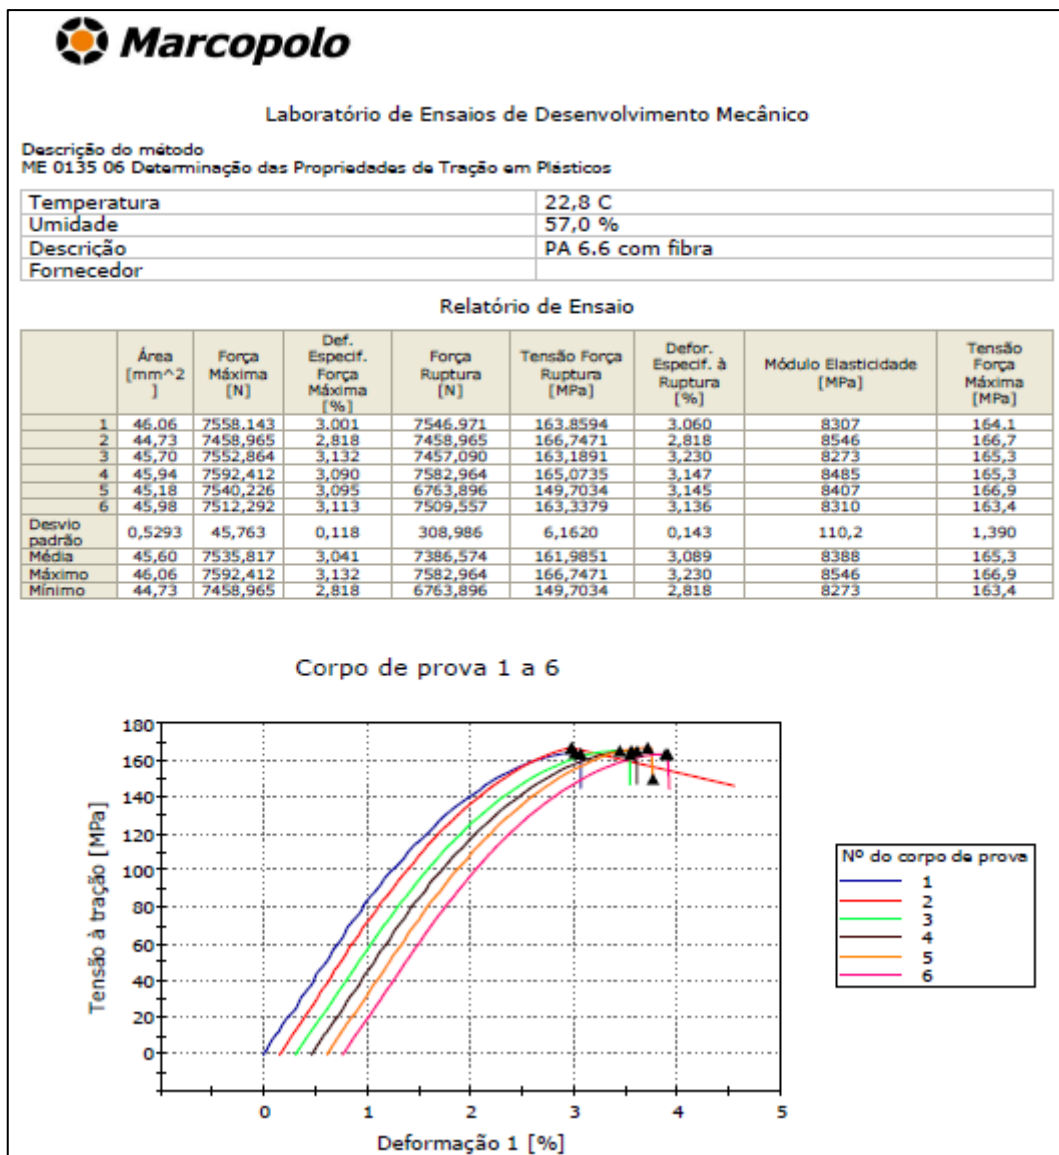 Marcopolo
Laboratório de Ensaios de Desenvolvimento Mecânico
Descrição do método
ME 0135 06 Determinação das Propriedades de Tração em Plásticos
Temperatura 22,8 C
Umidade 57,0 %
Descrição PA 6.6 com fibra
Fornecedor
Relatório de Ensaio
Área [mm^2 ] Força Máxima [N] Def. Especif. Força Máxima [%] Força Ruptura [N] Tensão Força Ruptura [MPa] Defor. Especif. à Ruptura [%] Módulo Elasticidade [MPa] Tensão Força Máxima [MPa]
1 46,06 7558,143 3,001 7546,971 163,8594 3,060 8307 164,1
2 44,73 7458,965 2,818 7458,965 166,7471 2,818 8546 166,7
3 45,70 7552,864 3,132 7457,090 163,1891 3,230 8273 165,3
4 45,94 7592,412 3,090 7582,964 165,0735 3,147 8485 165,3
5 45,18 7540,226 3,095 6763,896 149,7034 3,145 8407 166,9
6 45,98 7512,292 3,113 7509,557 163,3379 3,136 8310 163,4
Desvio padrão 0,5293 45,763 0,118 308,986 6,1620 0,143 110,2 1,390
Média 45,60 7535,817 3,041 7386,574 161,9851 3,089 8388 165,3
Máximo 46,06 7592,412 3,132 7582,964 166,7471 3,230 8546 166,9
Mínimo 44,73 7458,965 2,818 6763,896 149,7034 2,818 8273 163,4
Corpo de prova 1 a 6
Tensão à tração [MPa]
180
160
140
120
100
80
60
40
20
0
0 1 2 3 4 5
Deformação 1 [%]
Nº do corpo de prova
1
2
3
4
5
6